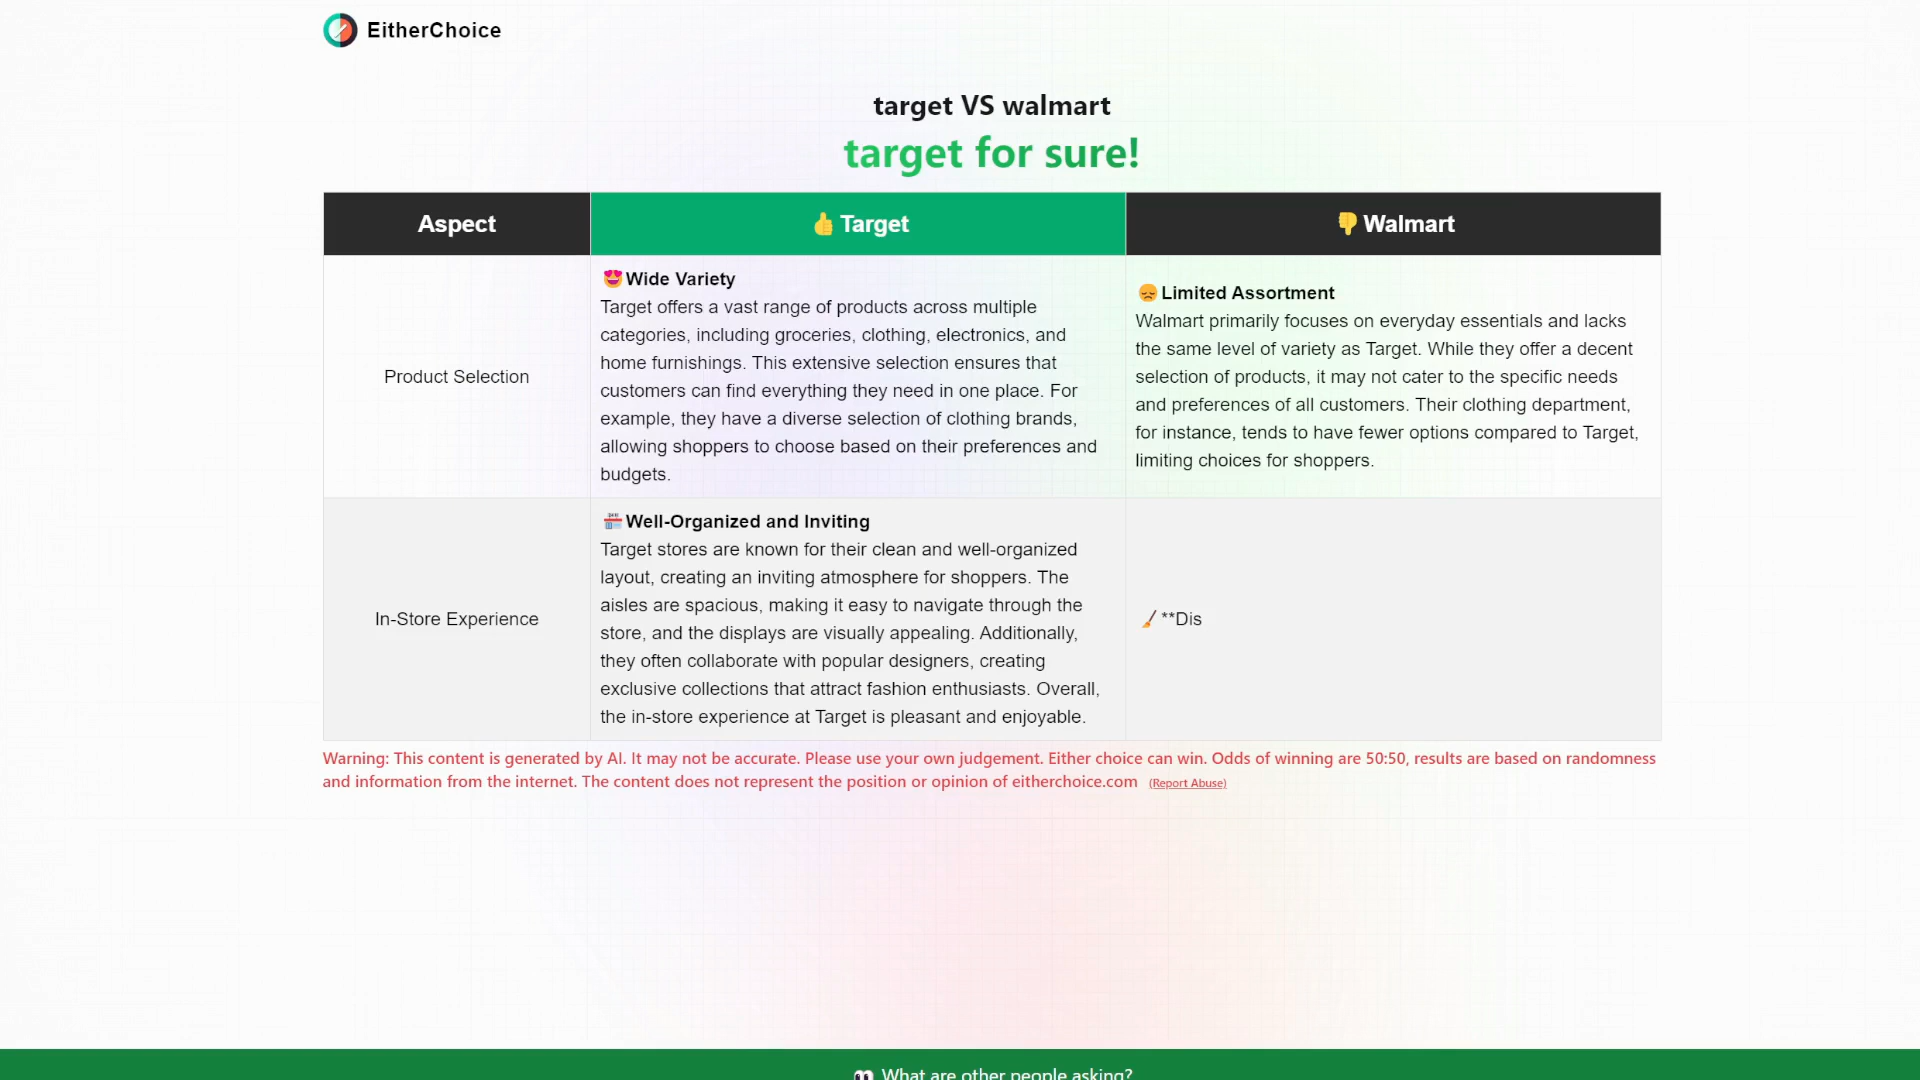 EitherChoice
target VS walmart
target for sure!
Aspect
👍 Target
👎 Walmart
Product Selection
😍Wide Variety
Target offers a vast range of products across multiple
categories, including groceries, clothing, electronics, and
home furnishings. This extensive selection ensures that
customers can find everything they need in one place. For
example, they have a diverse selection of clothing brands,
allowing shoppers to choose based on their preferences and
budgets.
😞Limited Assortment
Walmart primarily focuses on everyday essentials and lacks
the same level of variety as Target. While they offer a decent
selection of products, it may not cater to the specific needs
and preferences of all customers. Their clothing department,
for instance, tends to have fewer options compared to Target,
limiting choices for shoppers.
In-Store Experience
🏪Well-Organized and Inviting
Target stores are known for their clean and well-organized
layout, creating an inviting atmosphere for shoppers. The
aisles are spacious, making it easy to navigate through the
store, and the displays are visually appealing. Additionally,
they often collaborate with popular designers, creating
exclusive collections that attract fashion enthusiasts. Overall,
the in-store experience at Target is pleasant and enjoyable.
🧹**Dis
Warning: This content is generated by AI. It may not be accurate. Please use your own judgement. Either choice can win. Odds of winning are 50:50, results are based on randomness
and information from the internet. The content does not represent the position or opinion of eitherchoice.com (Report Abuse)
👀 What are other people asking?